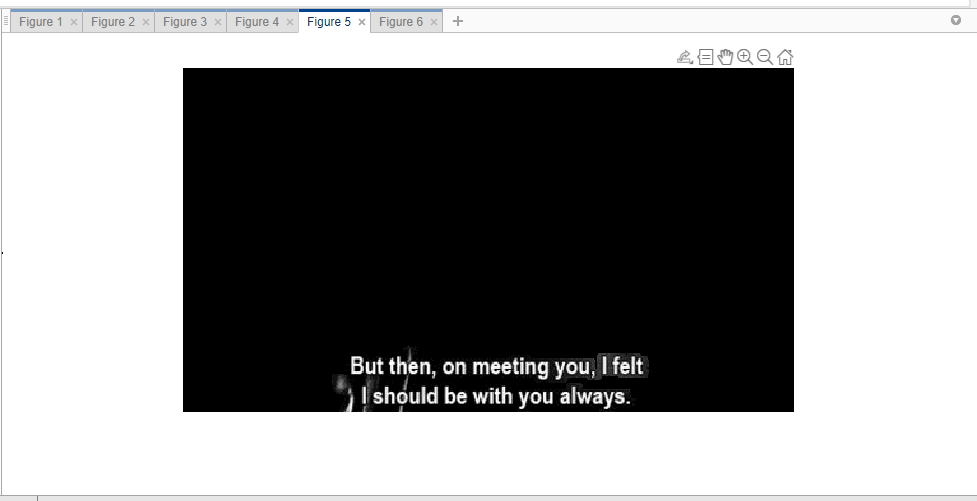 Figure 1 Figure 2 Figure 3 Figure 4 Figure 5 Figure 6
But then, on meeting you, I felt
I should be with you always.